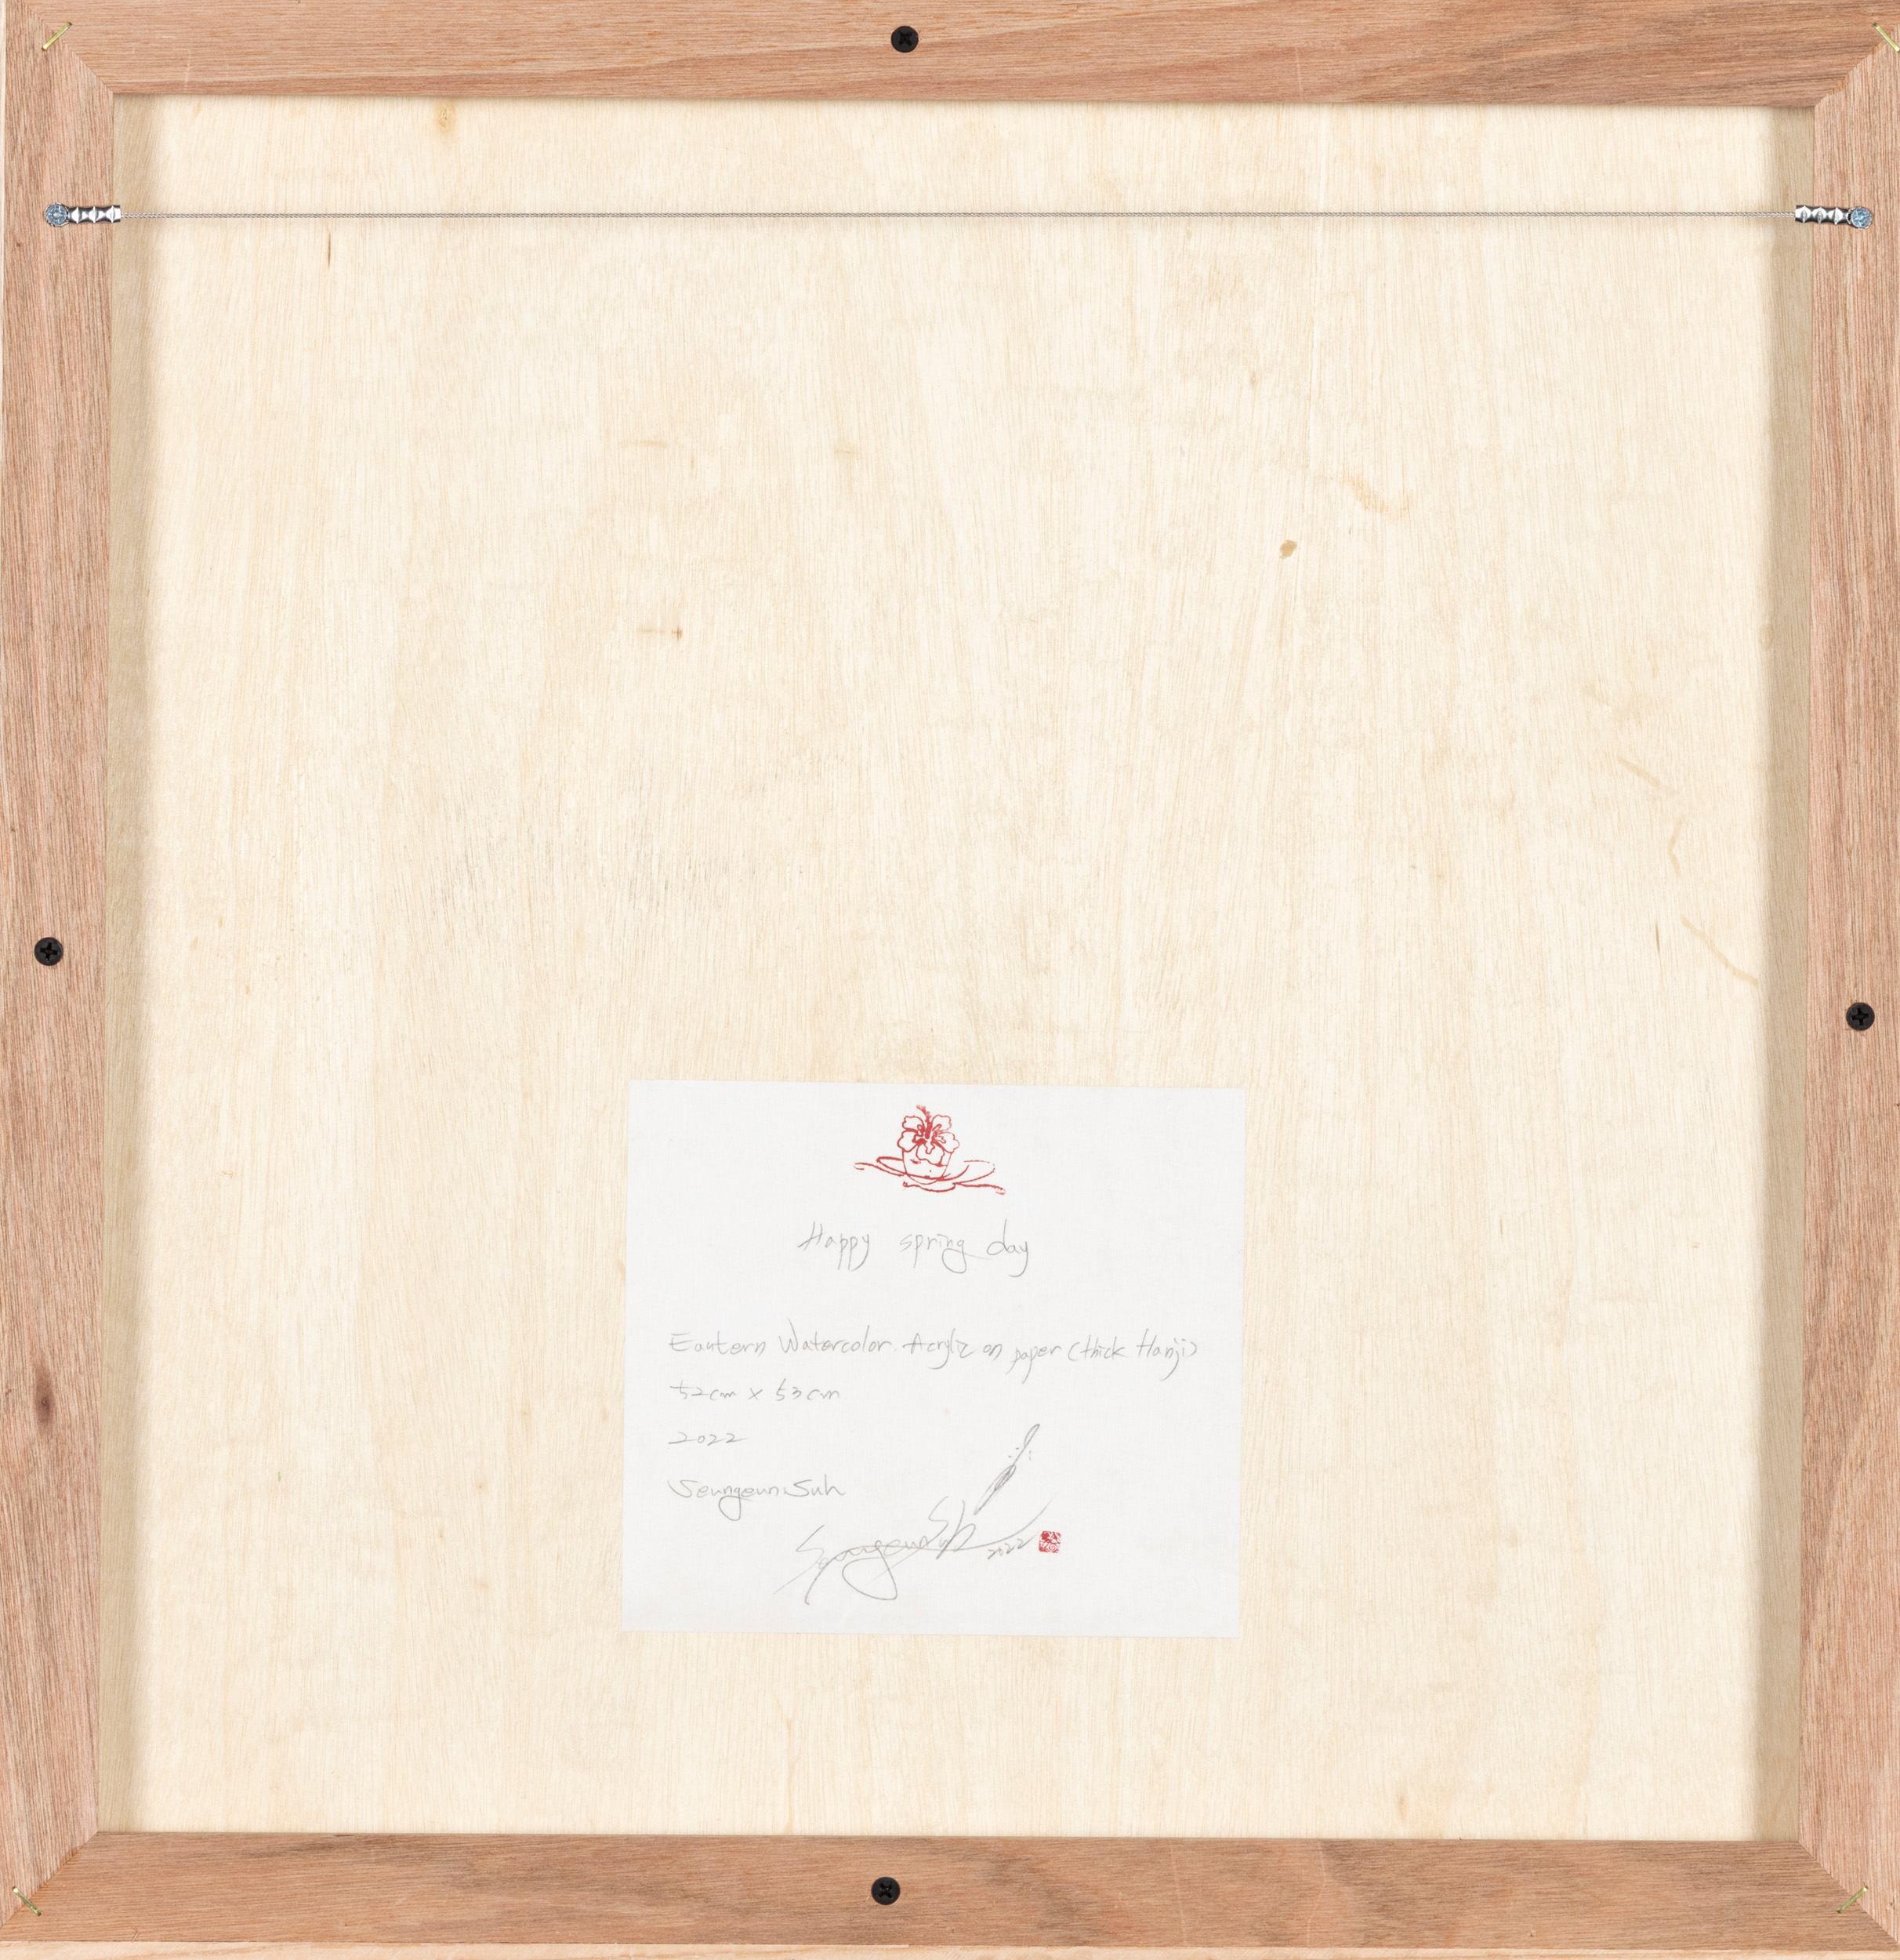 Happy spring day
Eastern Watercolor. Acrylic on paper (thick Hanji)
52cm x 53cm
2022
Seungeun Suh
Seungeun Suh 2022